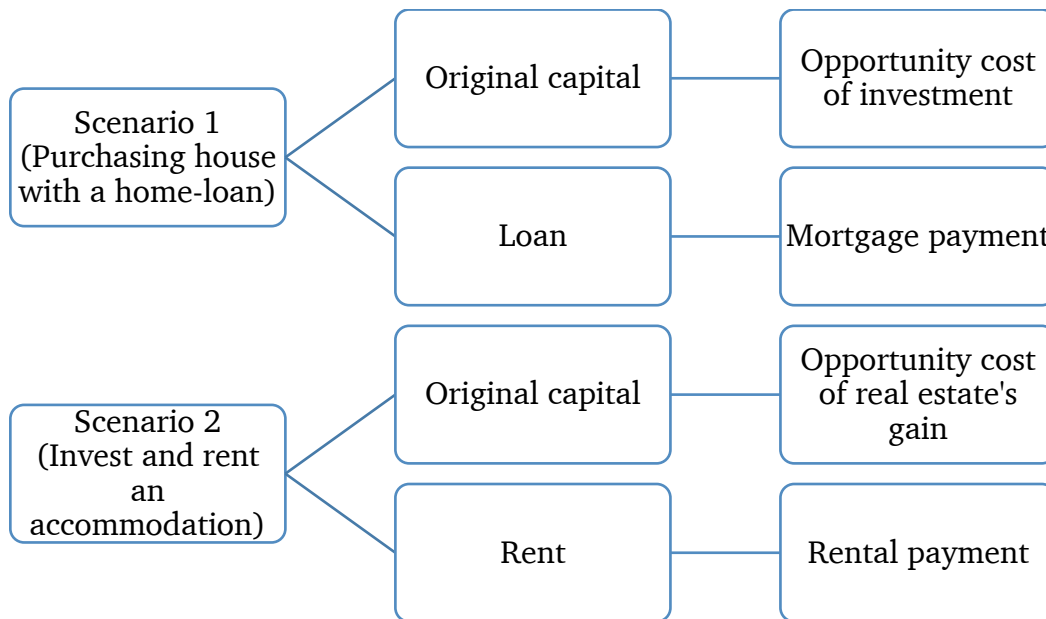 Scenario 1
(Purchasing house
with a home-loan)
Original capital
Opportunity cost
of investment
Loan
Mortgage payment
Scenario 2
(Invest and rent
an
accommodation)
Original capital
Opportunity cost
of real estate's
gain
Rent
Rental payment